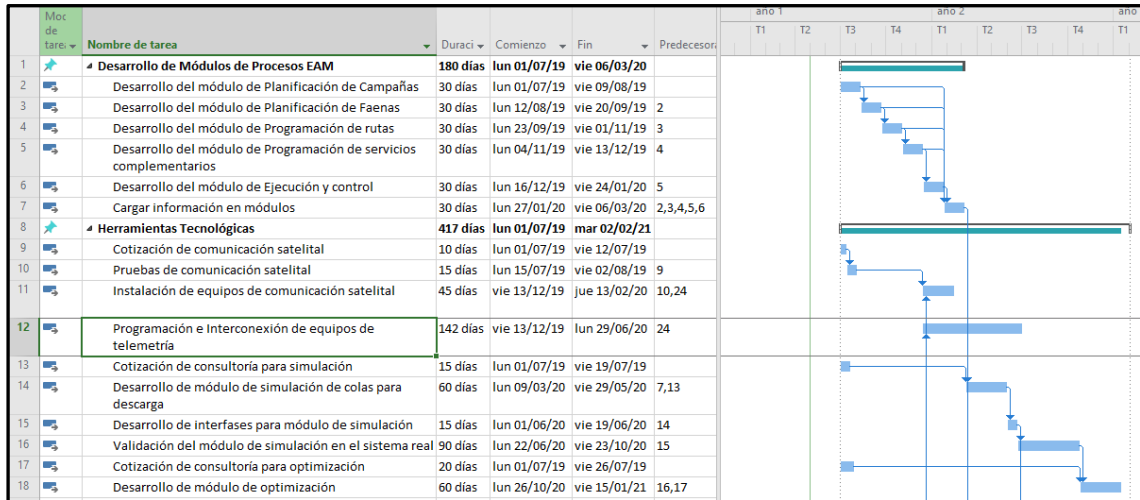 año 1 año 2 año
Moc
de
tarea Nombre de tarea Duraci Comienzo Fin Predecesora T1 T2 T3 T4 T1 T2 T3 T4 T1
1 Desarrollo de Módulos de Procesos EAM 180 días lun 01/07/19 vie 06/03/20
2 Desarrollo del módulo de Planificación de Campañas 30 días lun 01/07/19 vie 09/08/19
3 Desarrollo del módulo de Planificación de Faenas 30 días lun 12/08/19 vie 20/09/19 2
4 Desarrollo del módulo de Programación de rutas 30 días lun 23/09/19 vie 01/11/19 3
5 Desarrollo del módulo de Programación de servicios 30 días lun 04/11/19 vie 13/12/19 4
complementarios
6 Desarrollo del módulo de Ejecución y control 30 días lun 16/12/19 vie 24/01/20 5
7 Cargar información en módulos 30 días lun 27/01/20 vie 06/03/20 2,3,4,5,6
8 Herramientas Tecnológicas 417 días lun 01/07/19 mar 02/02/21
9 Cotización de comunicación satelital 10 días lun 01/07/19 vie 12/07/19
10 Pruebas de comunicación satelital 15 días lun 15/07/19 vie 02/08/19 9
11 Instalación de equipos de comunicación satelital 45 días vie 13/12/19 jue 13/02/20 10,24
12 Programación e Interconexión de equipos de 142 días vie 13/12/19 lun 29/06/20 24
telemetría
13 Cotización de consultoría para simulación 15 días lun 01/07/19 vie 19/07/19
14 Desarrollo de módulo de simulación de colas para 60 días lun 09/03/20 vie 29/05/20 7,13
descarga
15 Desarrollo de interfases para módulo de simulación 15 días lun 01/06/20 vie 19/06/20 14
16 Validación del módulo de simulación en el sistema real 90 días lun 22/06/20 vie 23/10/20 15
17 Cotización de consultoría para optimización 20 días lun 01/07/19 vie 26/07/19
18 Desarrollo de módulo de optimización 60 días lun 26/10/20 vie 15/01/21 16,17